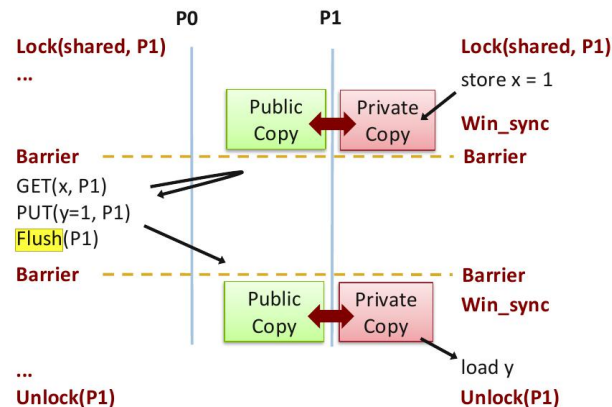 P0
P1
Lock(shared, P1)
Lock(shared, P1)
...
store x = 1
Public
Copy
Private
Copy
Win_sync
Barrier
Barrier
GET(x, P1)
PUT(y=1, P1)
Flush(P1)
Barrier
Barrier
Win_sync
Public
Copy
Private
Copy
...
load y
Unlock(P1)
Unlock(P1)